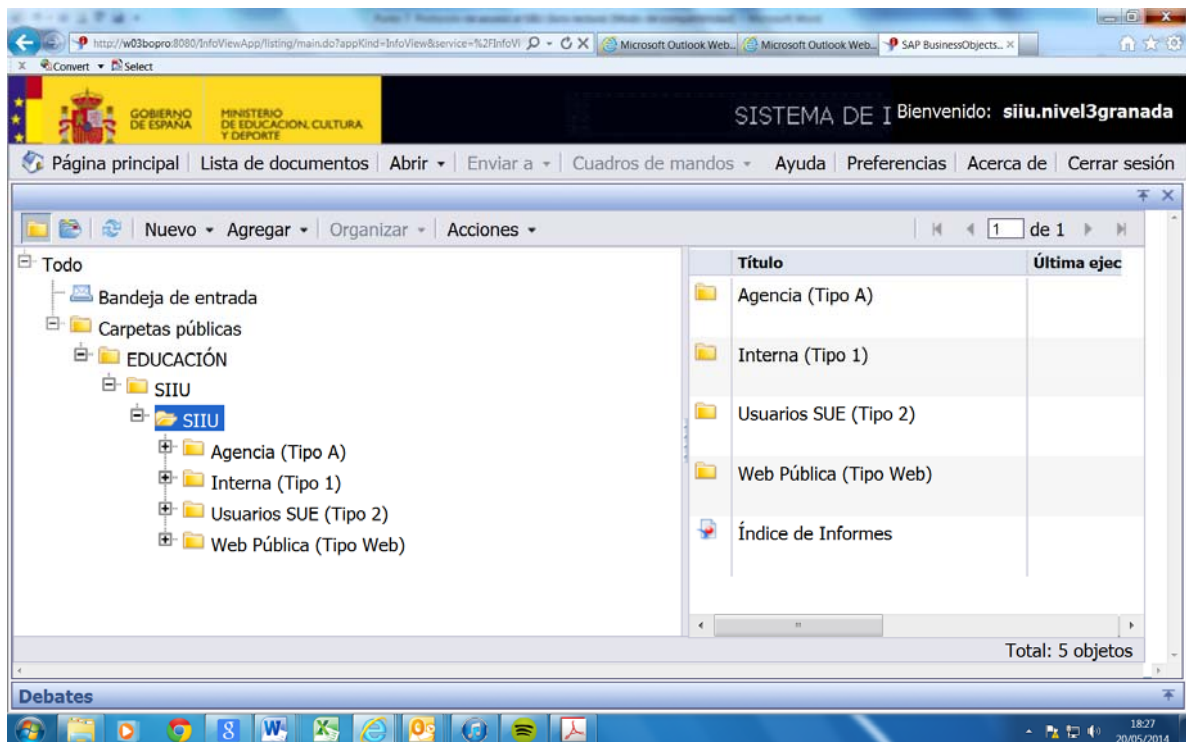 http://w03bopro:8080/InfoViewApp/listing/main.do?appKind=InfoView&service=%2FInfoVi
Microsoft Outlook Web...
Microsoft Outlook Web...
SAP BusinessObjects...
x Convert Select
GOBIERNO DE ESPAÑA
MINISTERIO DE EDUCACION, CULTURA Y DEPORTE
SISTEMA DE I Bienvenido: siiu.nivel3granada
Página principal Lista de documentos Abrir Enviar a Cuadros de mandos Ayuda Preferencias Acerca de Cerrar sesión
Nuevo Agregar Organizar Acciones 1 de 1
Todo
Bandeja de entrada
Carpetas públicas
EDUCACIÓN
SIIU
SIIU
Agencia (Tipo A)
Interna (Tipo 1)
Usuarios SUE (Tipo 2)
Web Pública (Tipo Web)
Título Última ejec
Agencia (Tipo A)
Interna (Tipo 1)
Usuarios SUE (Tipo 2)
Web Pública (Tipo Web)
Índice de Informes
Total: 5 objetos
Debates
18:27
20/05/2014